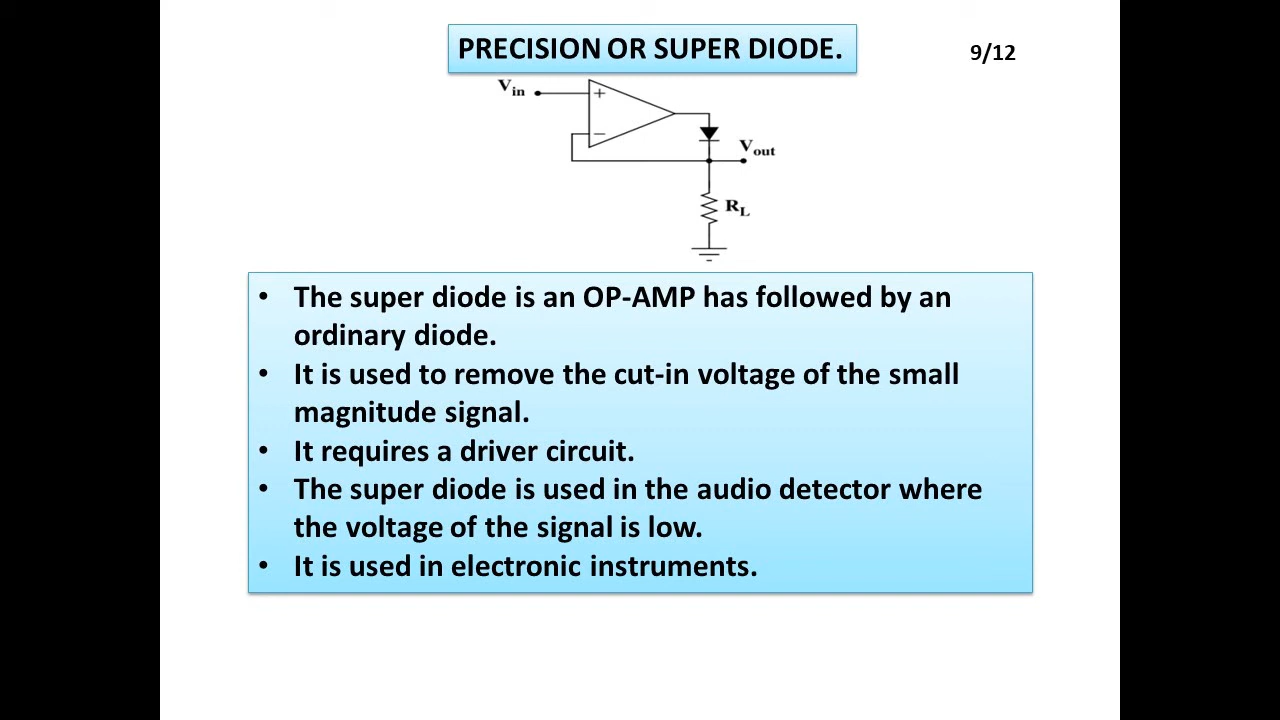 PRECISION OR SUPER DIODE.
9/12
Vin
+
−
Vout
RL
• The super diode is an OP-AMP has followed by an
ordinary diode.
• It is used to remove the cut-in voltage of the small
magnitude signal.
• It requires a driver circuit.
• The super diode is used in the audio detector where
the voltage of the signal is low.
• It is used in electronic instruments.